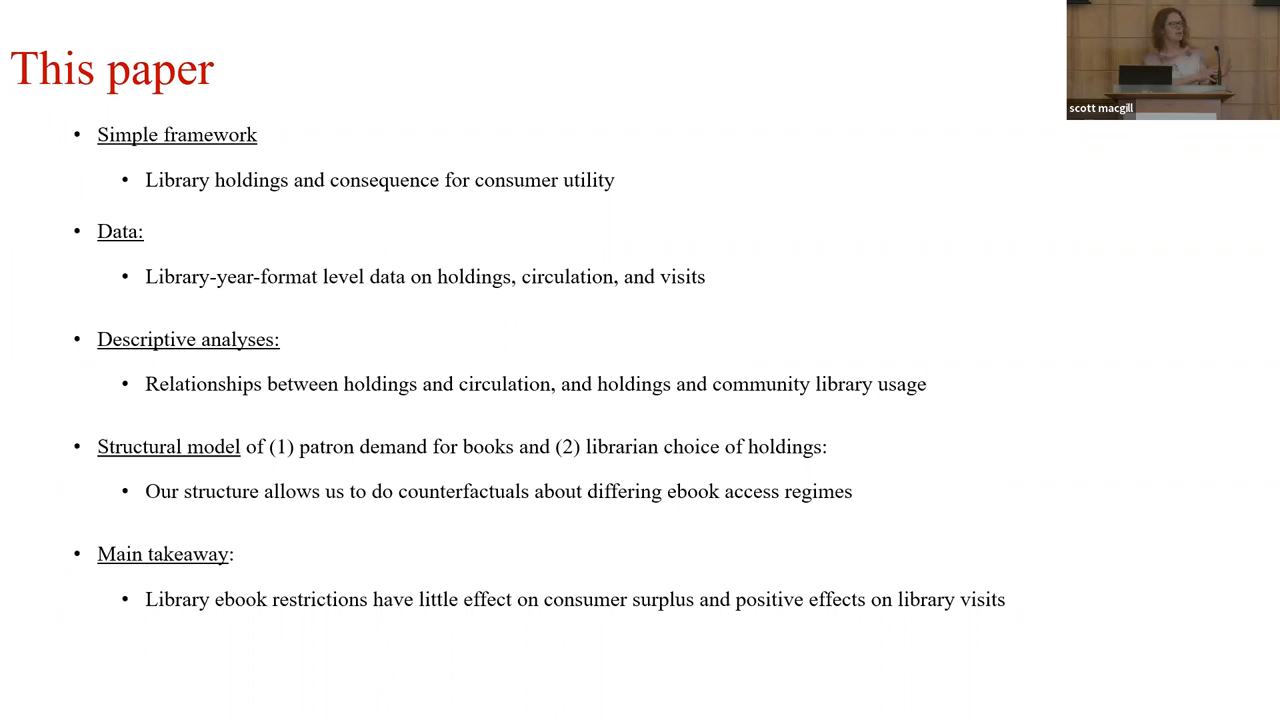 This paper
scott macgill
• Simple framework
• Library holdings and consequence for consumer utility
• Data:
• Library-year-format level data on holdings, circulation, and visits
• Descriptive analyses:
• Relationships between holdings and circulation, and holdings and community library usage
• Structural model of (1) patron demand for books and (2) librarian choice of holdings:
• Our structure allows us to do counterfactuals about differing ebook access regimes
• Main takeaway:
• Library ebook restrictions have little effect on consumer surplus and positive effects on library visits